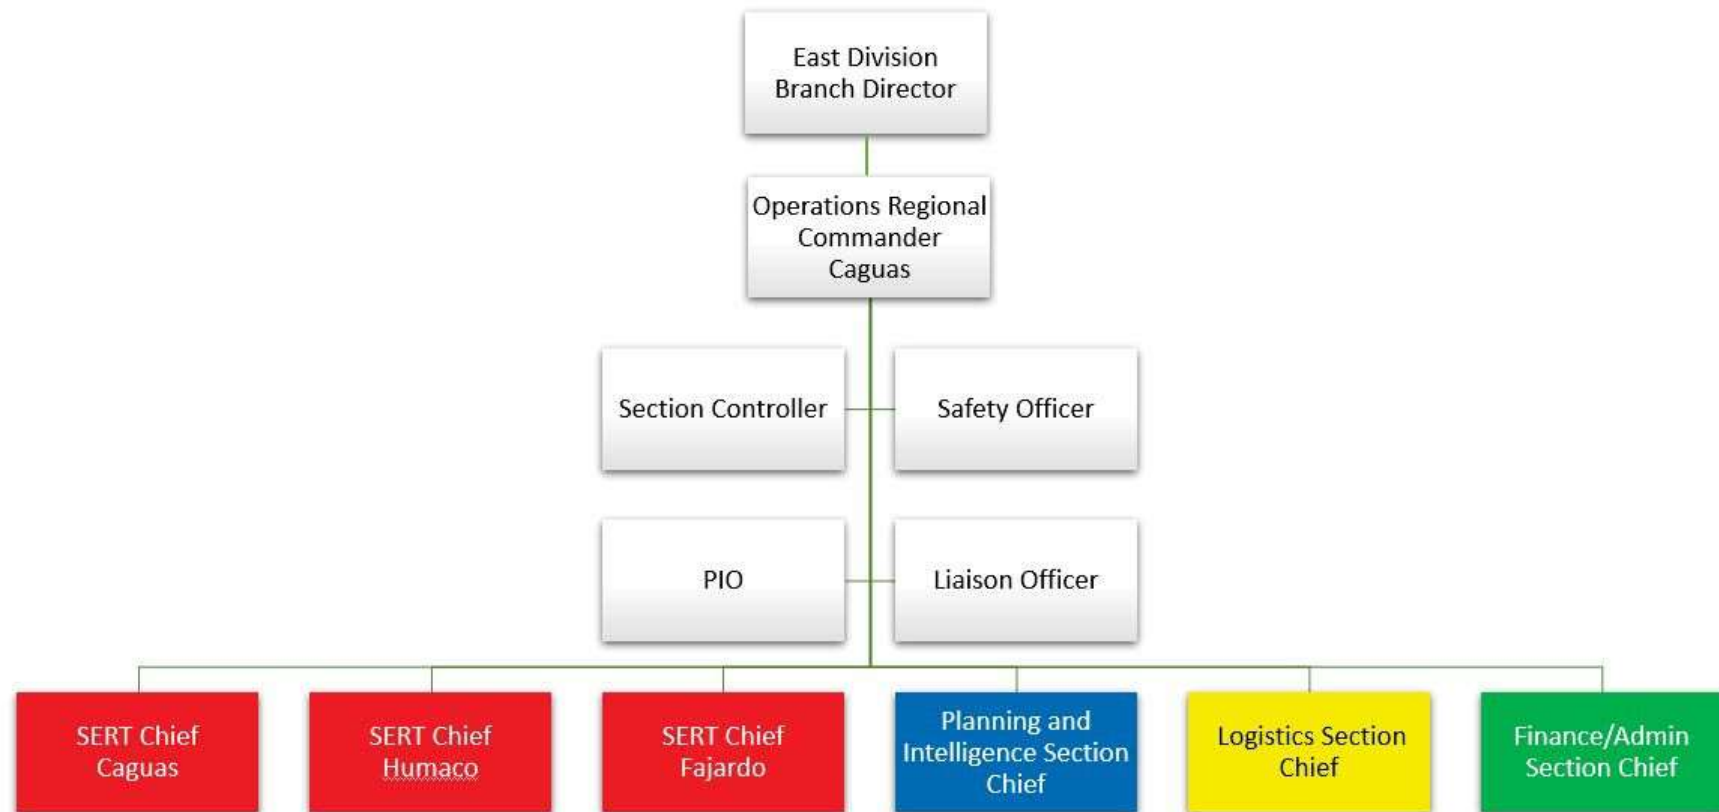 East Division
Branch Director
Operations Regional
Commander
Caguas
Section Controller
Safety Officer
PIO
Liaison Officer
SERT Chief
Caguas
SERT Chief
Humaco
SERT Chief
Fajardo
Planning and
Intelligence Section
Chief
Logistics Section
Chief
Finance/Admin
Section Chief